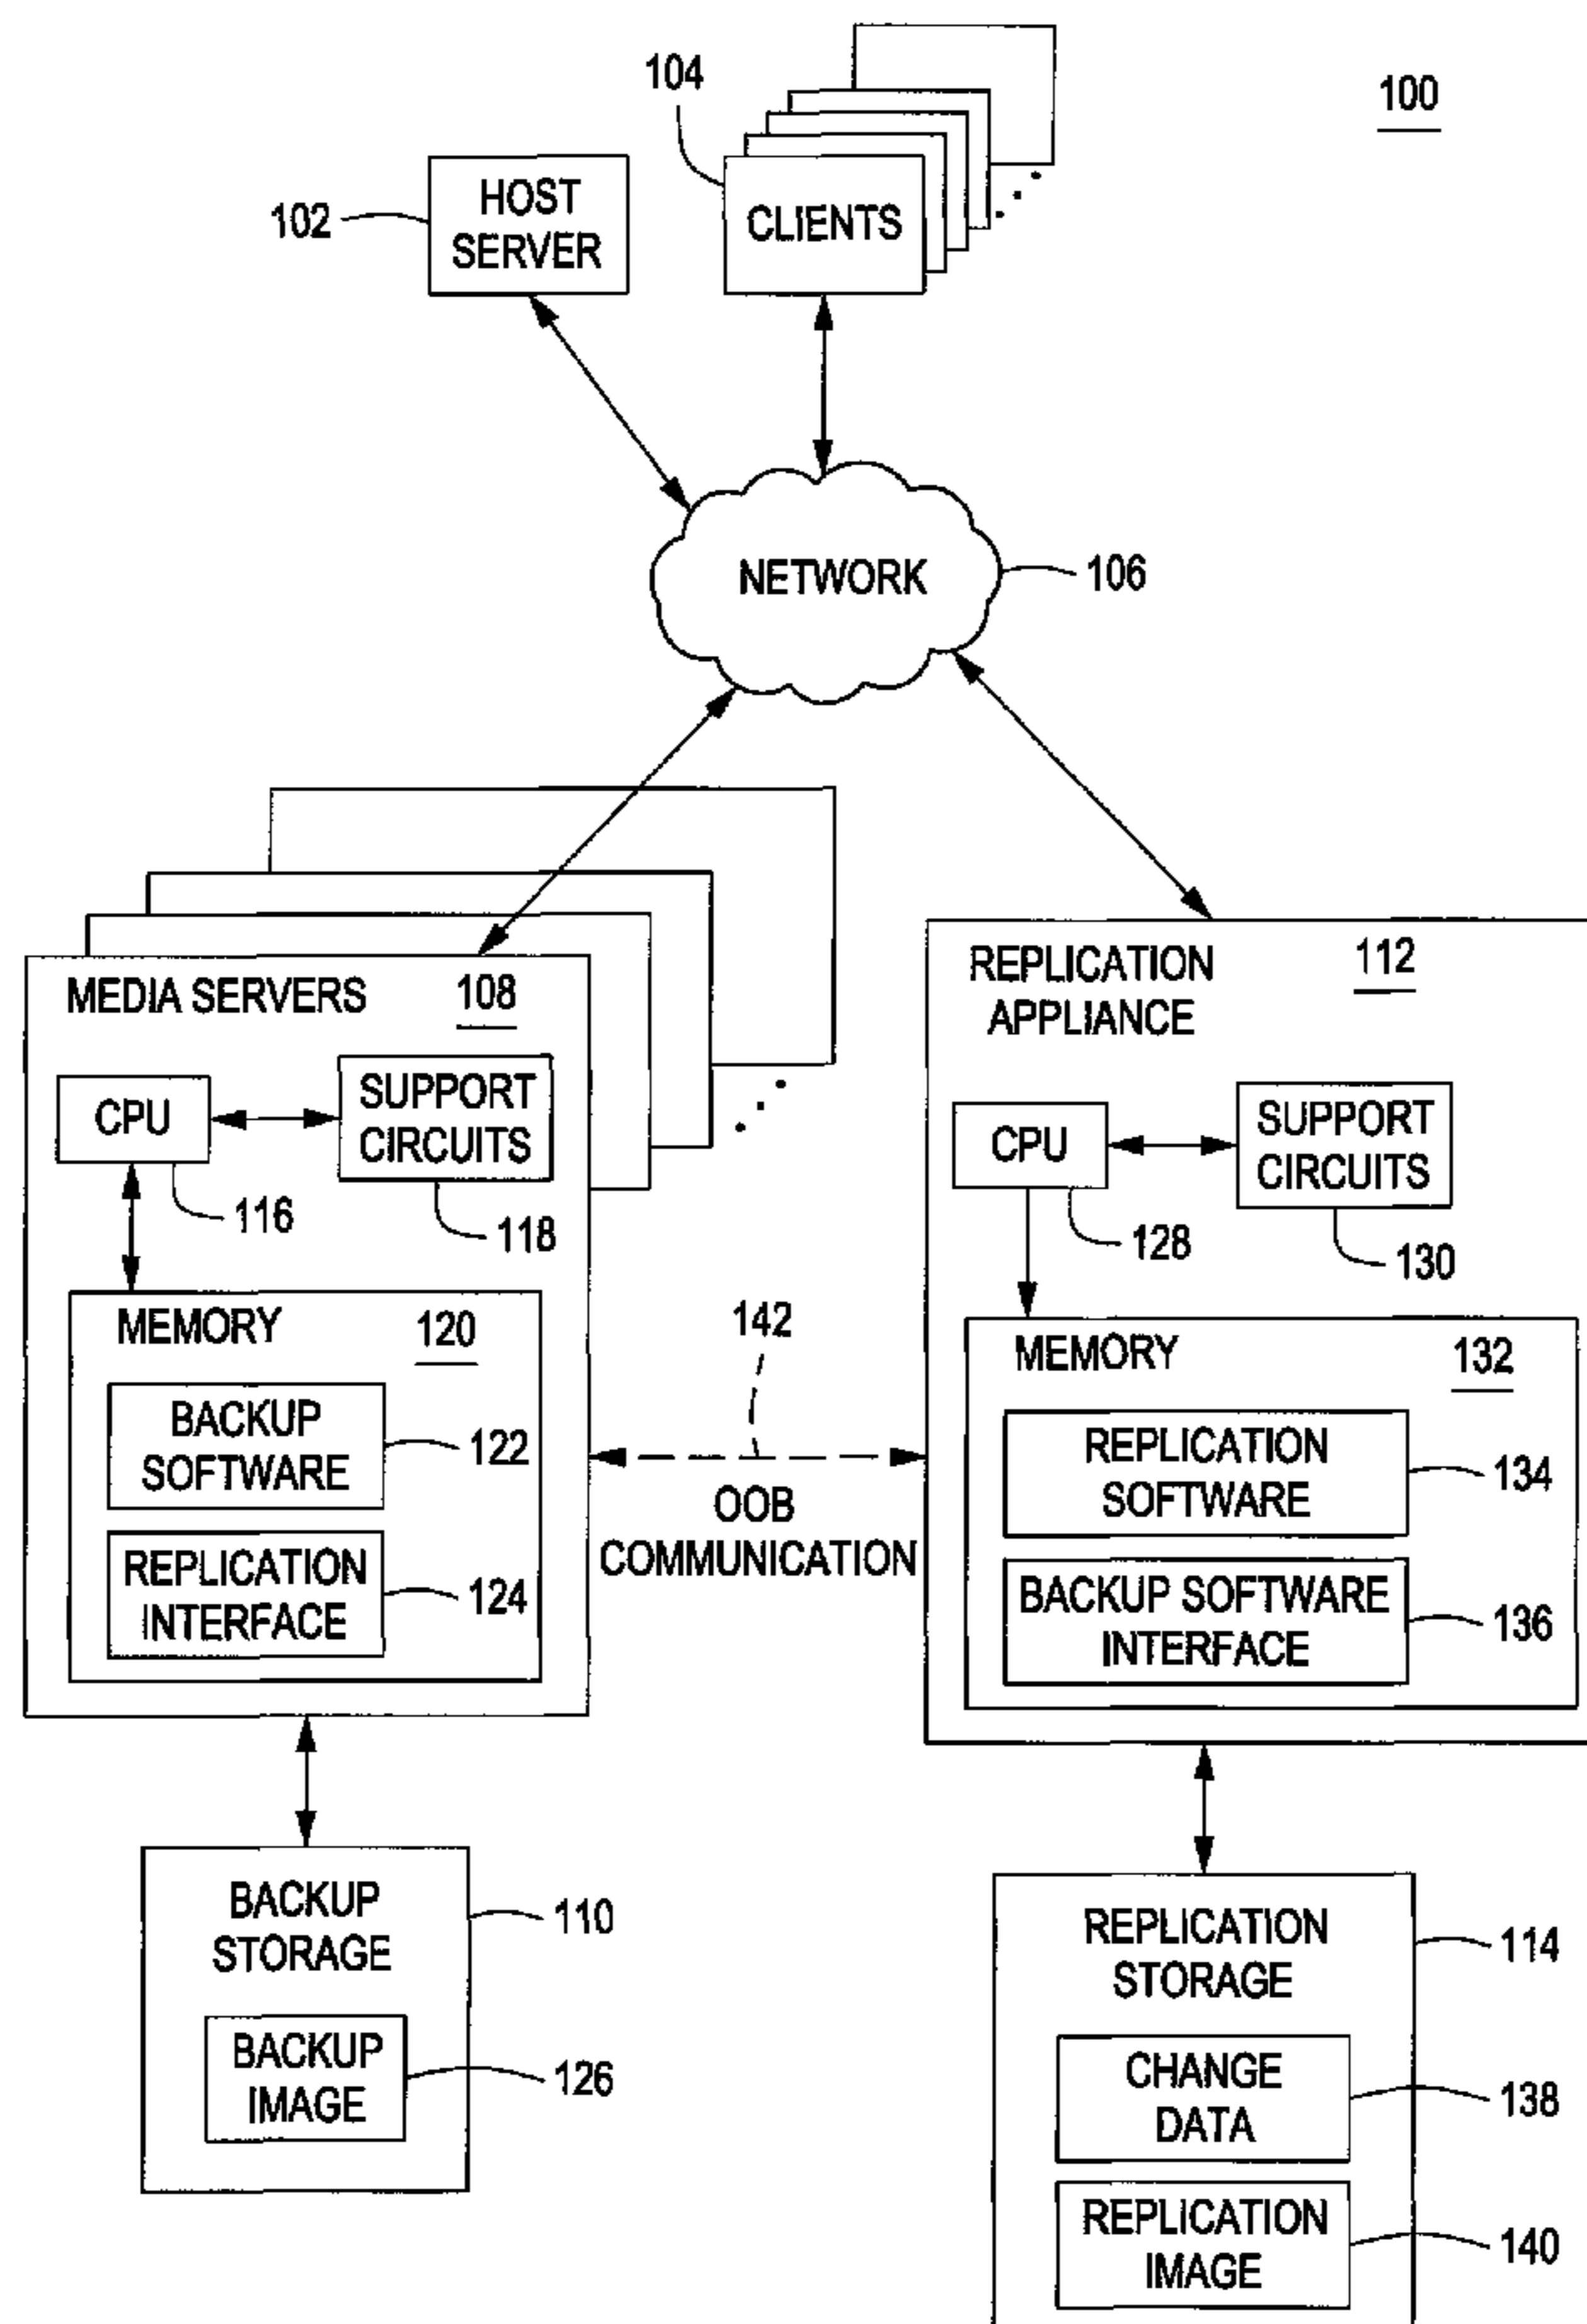 100
104
CLIENTS
102
HOST
SERVER
NETWORK
106
MEDIA SERVERS
108
CPU
SUPPORT
CIRCUITS
116
118
MEMORY
120
BACKUP
SOFTWARE
122
REPLICATION
INTERFACE
124
142
OOB
COMMUNICATION
REPLICATION
APPLIANCE
112
CPU
SUPPORT
CIRCUITS
128
130
MEMORY
132
REPLICATION
SOFTWARE
134
BACKUP SOFTWARE
INTERFACE
136
BACKUP
STORAGE
110
BACKUP
IMAGE
126
REPLICATION
STORAGE
114
CHANGE
DATA
138
REPLICATION
IMAGE
140